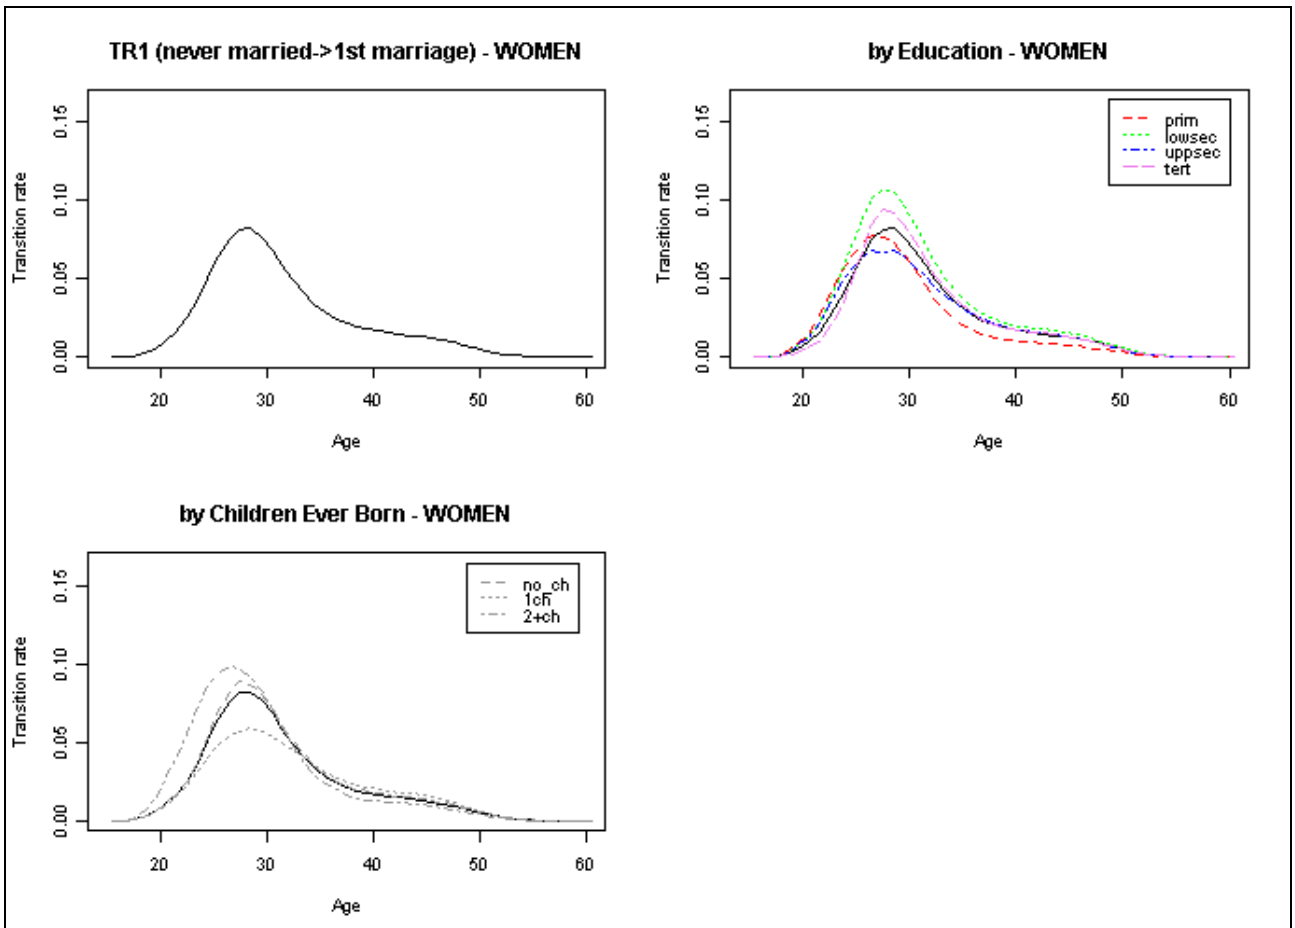 TR1 (never married->1st marriage) - WOMEN
Transition rate
0.00 0.05 0.10 0.15
20 30 40 50 60
Age
by Education - WOMEN
prim
lowsec
uppsec
tert
Transition rate
0.00 0.05 0.10 0.15
20 30 40 50 60
Age
by Children Ever Born - WOMEN
no_ch
1ch
2+ch
Transition rate
0.00 0.05 0.10 0.15
20 30 40 50 60
Age